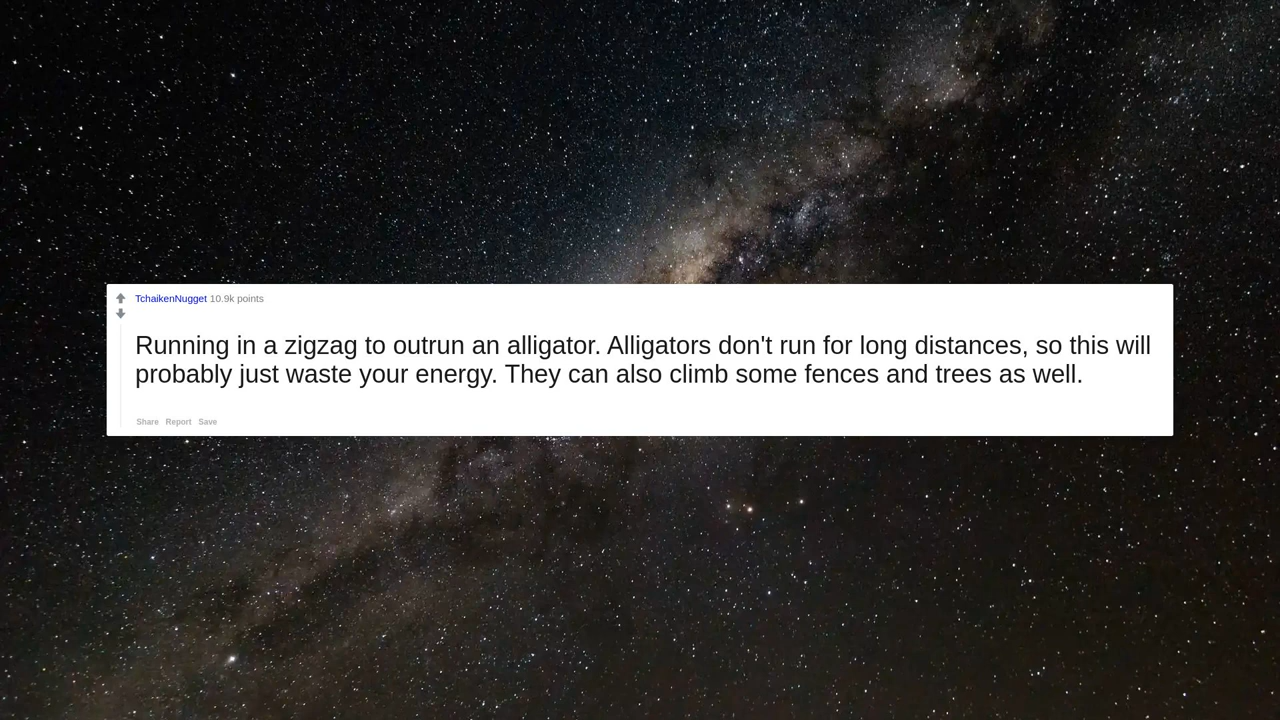 TchaikenNugget 10.9k points
Running in a zigzag to outrun an alligator. Alligators don't run for long distances, so this will
probably just waste your energy. They can also climb some fences and trees as well.
Share Report Save